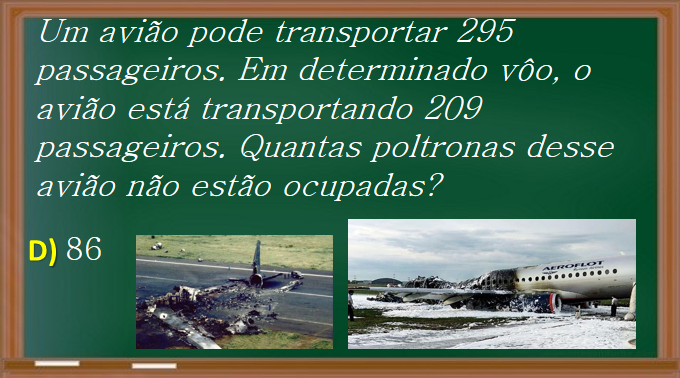 Um avião pode transportar 295
passageiros. Em determinado vôo, o
avião está transportando 209
passageiros. Quantas poltronas desse
avião não estão ocupadas?
D) 86
AEROFLOT